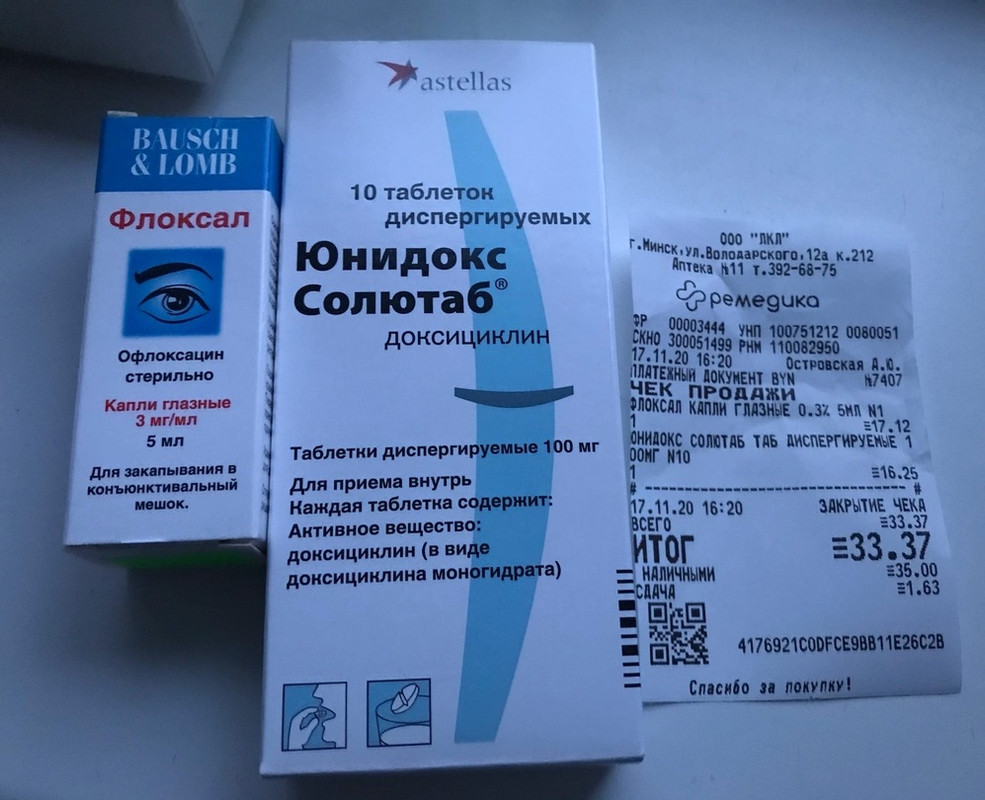 BAUSCH
& LOMB
Флоксал
Офлоксацин
стерильно
Капли глазные
3 мг/мл
5 мл
Для закапывания в
конъюнктивальный
мешок.
astellas
10 таблеток
диспергируемых
Юнидокс
Солютаб®
доксициклин
Таблетки диспергируемые 100 мг
Для приема внутрь
Каждая таблетка содержит:
Активное вещество:
доксициклин (в виде
доксициклина моногидрата)
ООО "ЛКЛ"
г.Минск,ул.Володарского,12а к.212
Аптека №11 т.392-68-75
ремедика
ФР 00003444 УНП 100751212 0080051
СКНО 300051499 РНМ 110082950
17.11.20 16:20 Островская А.Ю.
ПЛАТЕЖНЫЙ ДОКУМЕНТ BYN №7407
ЧЕК ПРОДАЖИ
ФЛОКСАЛ КАПЛИ ГЛАЗНЫЕ 0.3% 5МЛ N1
1 ≡17.12
ЮНИДОКС СОЛЮТАБ ТАБ ДИСПЕРГИРУЕМЫЕ 1
00МГ N10
1 ≡16.25
# ------------------------------ #
17.11.20 16:20 ЗАКРЫТИЕ ЧЕКА
ВСЕГО ≡33.37
ИТОГ ≡33.37
НАЛИЧНЫМИ ≡35.00
СДАЧА ≡1.63
4176921C0DFCE9BB11E26C2B
Спасибо за покупку!